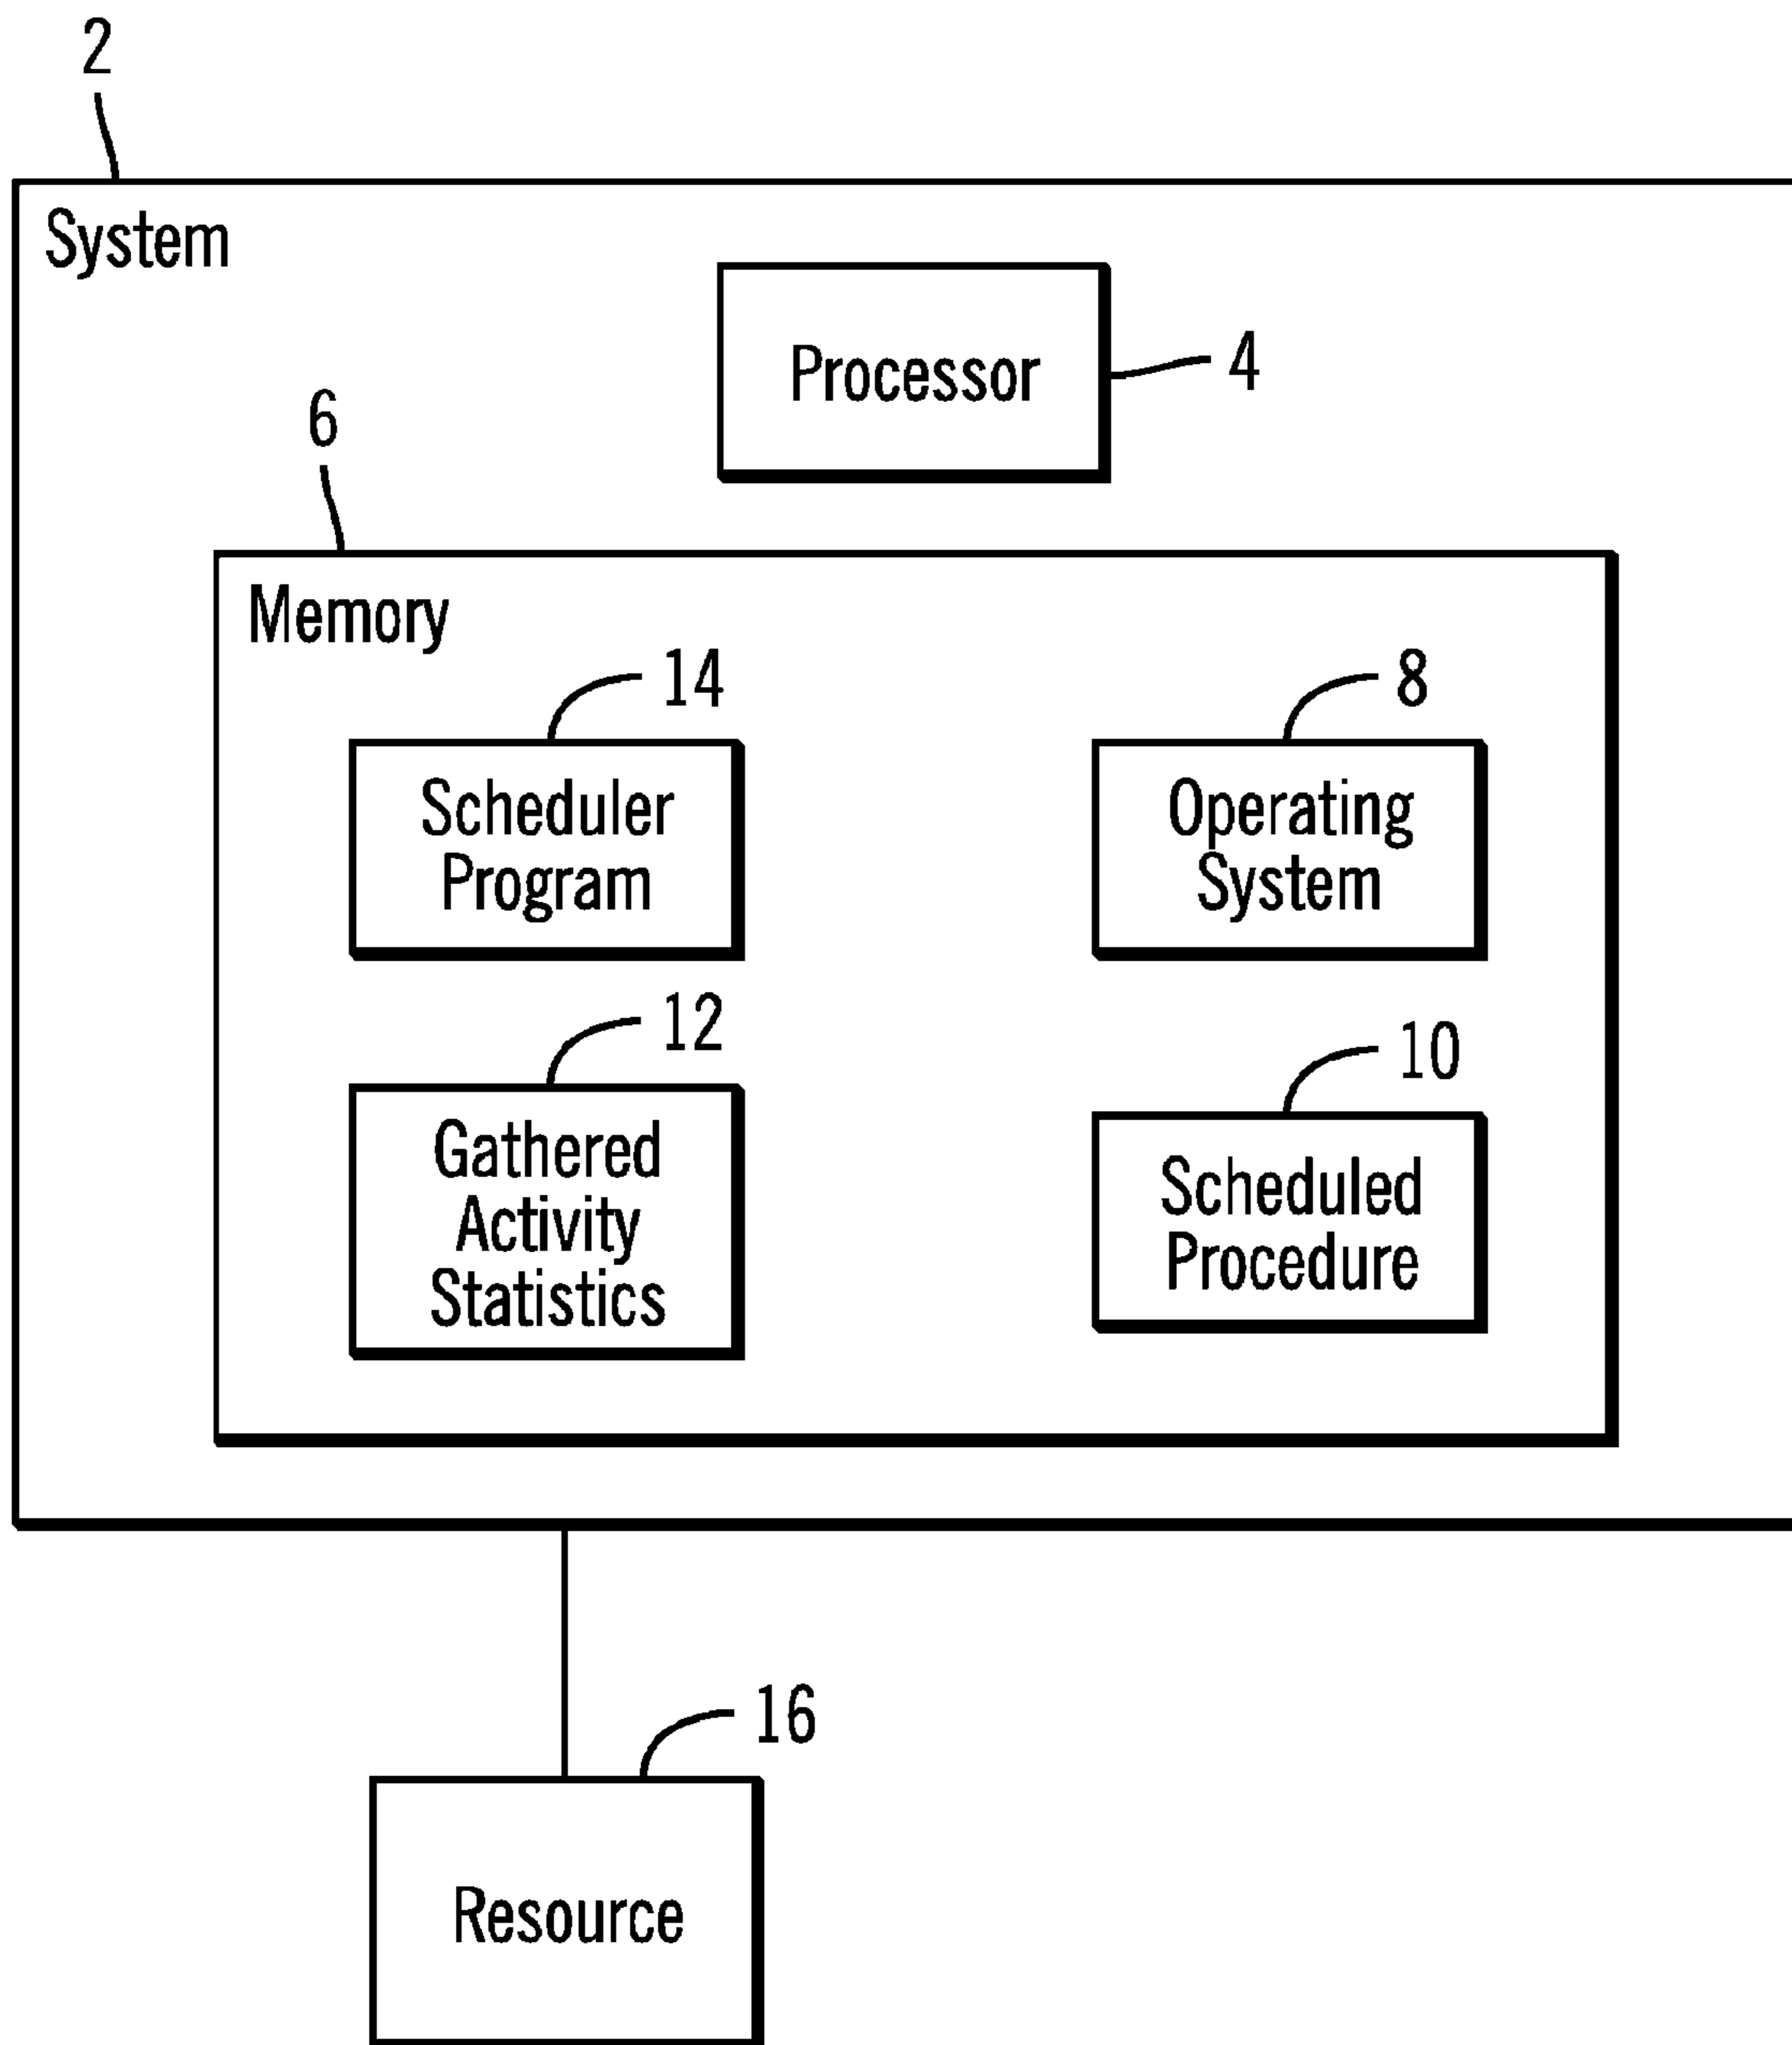 2
System
Processor
4
6
Memory
14
8
Scheduler
Program
Operating
System
12
10
Gathered
Activity
Statistics
Scheduled
Procedure
16
Resource